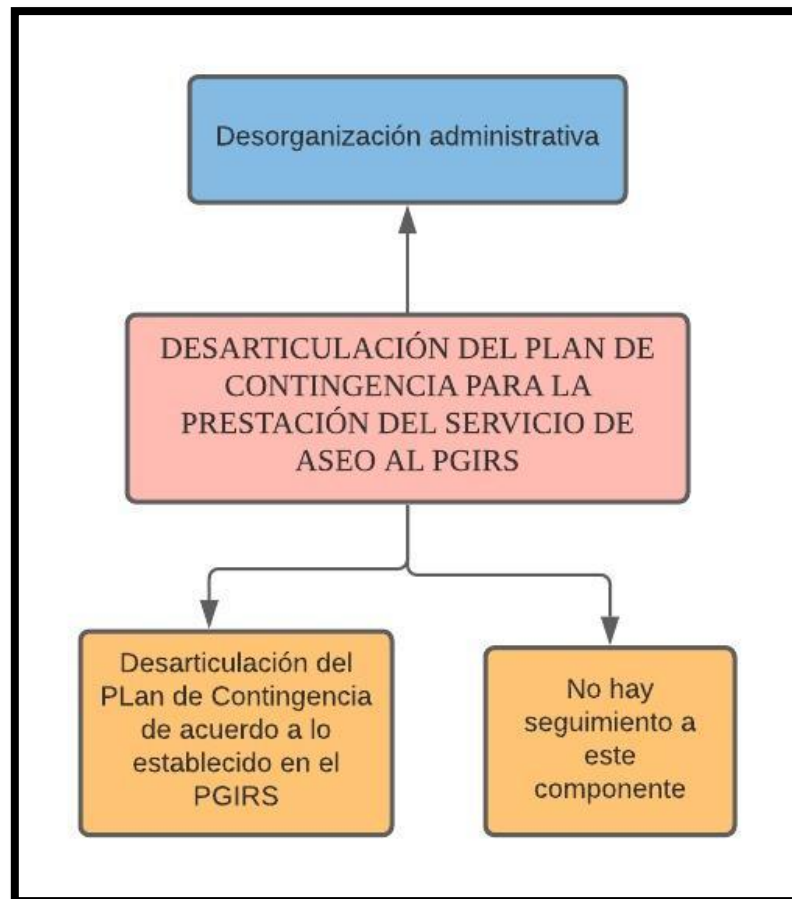 Desorganización administrativa
DESARTICULACIÓN DEL PLAN DE
CONTINGENCIA PARA LA
PRESTACIÓN DEL SERVICIO DE
ASEO AL PGIRS
Desarticulación del
PLan de Contingencia
de acuerdo a lo
establecido en el
PGIRS
No hay
seguimiento a
este
componente